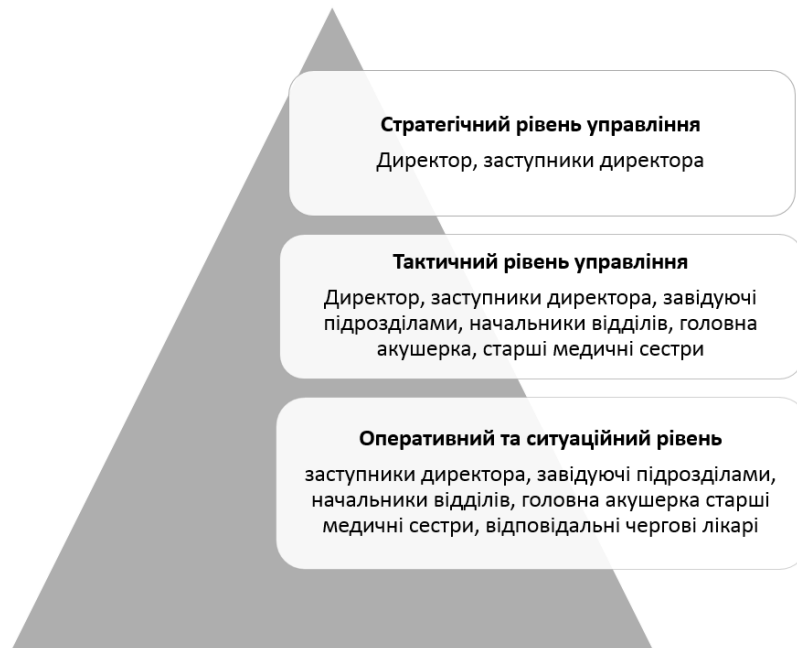 Стратегічний рівень управління
Директор, заступники директора
Тактичний рівень управління
Директор, заступники директора, завідуючі
підрозділами, начальники відділів, головна
акушерка, старші медичні сестри
Оперативний та ситуаційний рівень
заступники директора, завідуючі підрозділами,
начальники відділів, головна акушерка старші
медичні сестри, відповідальні чергові лікарі